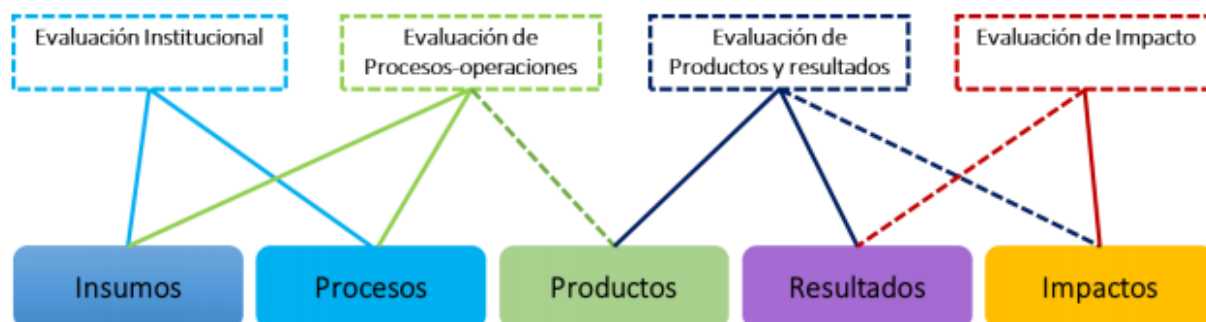 Evaluación Institucional
Evaluación de
Procesos-operaciones
Evaluación de
Productos y resultados
Evaluación de Impacto
Insumos
Procesos
Productos
Resultados
Impactos